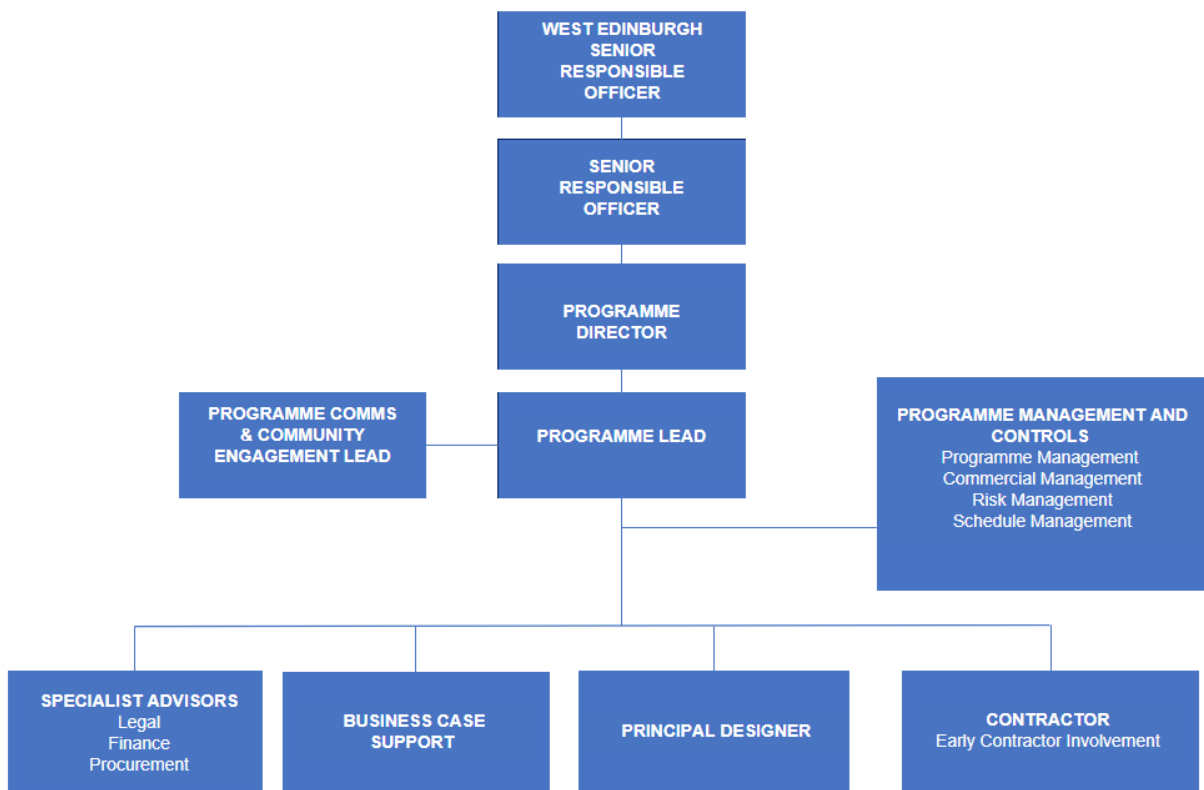 WEST EDINBURGH
SENIOR
RESPONSIBLE
OFFICER
SENIOR
RESPONSIBLE
OFFICER
PROGRAMME
DIRECTOR
PROGRAMME COMMS
& COMMUNITY
ENGAGEMENT LEAD
PROGRAMME LEAD
PROGRAMME MANAGEMENT AND
CONTROLS
Programme Management
Commercial Management
Risk Management
Schedule Management
SPECIALIST ADVISORS
Legal
Finance
Procurement
BUSINESS CASE
SUPPORT
PRINCIPAL DESIGNER
CONTRACTOR
Early Contractor Involvement